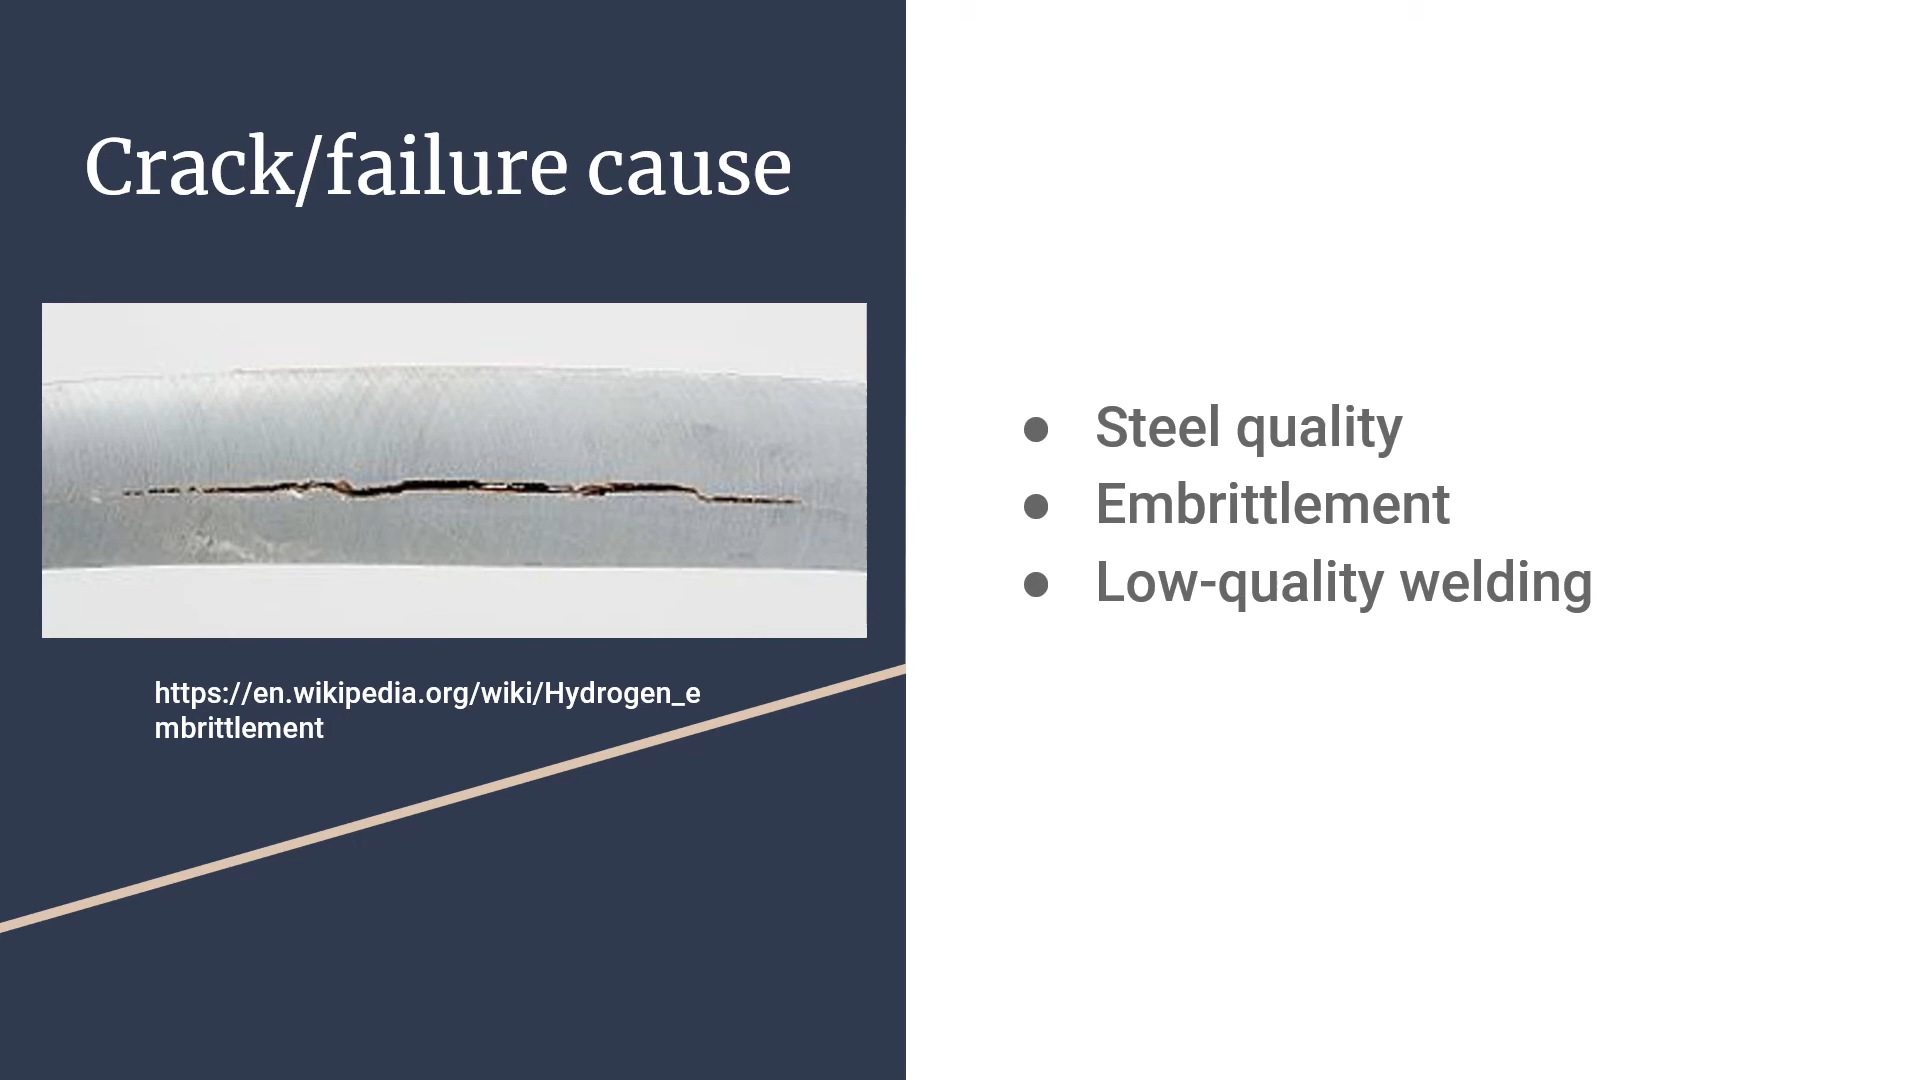 Crack/failure cause
https://en.wikipedia.org/wiki/Hydrogen_e
mbrittlement
● Steel quality
● Embrittlement
● Low-quality welding